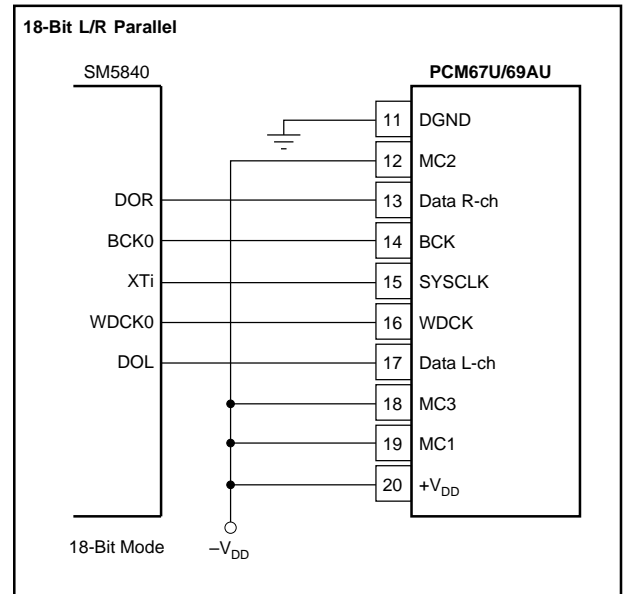 18-Bit L/R Parallel
SM5840
PCM67U/69AU
11 DGND
12 MC2
DOR 13 Data R-ch
BCK0 14 BCK
XTi 15 SYSCLK
WDCK0 16 WDCK
DOL 17 Data L-ch
18 MC3
19 MC1
20 +VDD
18-Bit Mode
–VDD